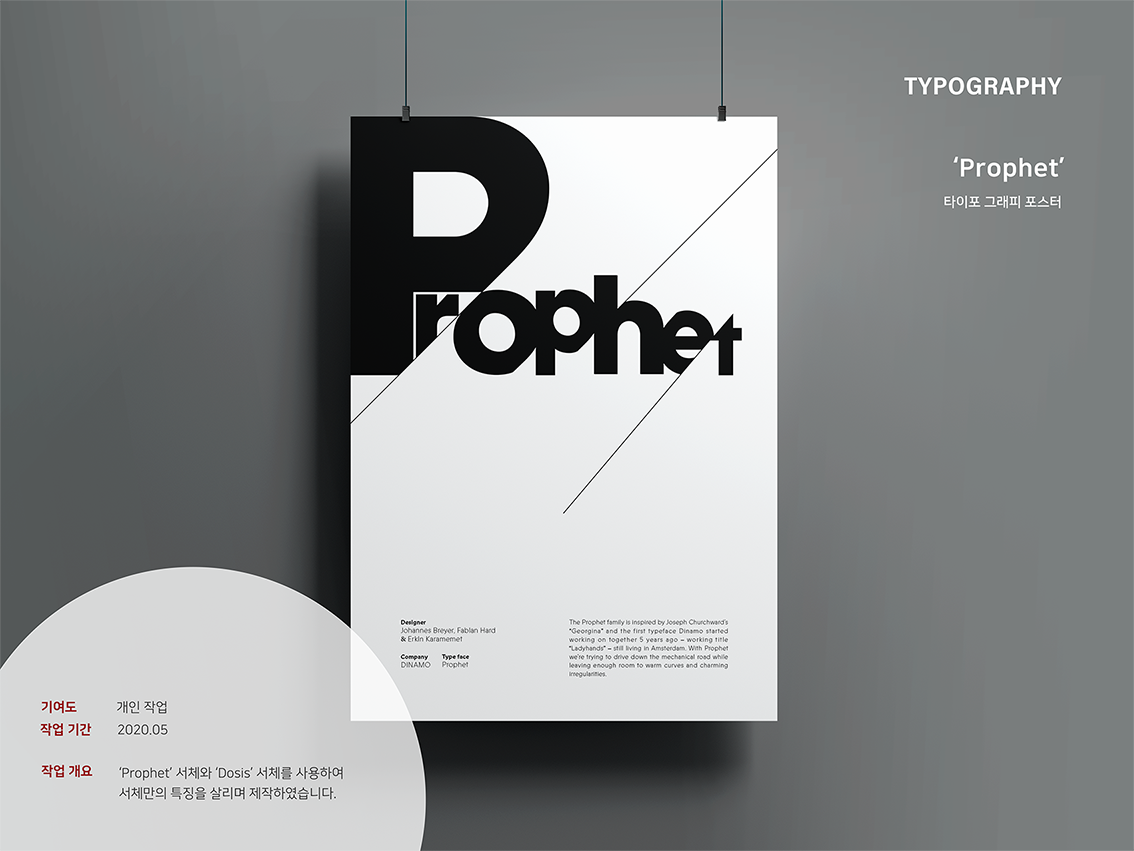 TYPOGRAPHY
‘Prophet’
타이포 그래피 포스터
Prophet
Designer
Johannes Breyer, Fabian Hard
& Erkin Karamemet
Company Type face
DINAMO Prophet
The Prophet family is inspired by Joseph Churchward's
"Georgina" and the first typeface Dinamo started
working on together 5 years ago – working title
"Ladyhands" – still living in Amsterdam. With Prophet
we're trying to drive down the mechanical road while
leaving enough room to warm curves and charming
irregularities.
기여도 개인 작업
작업 기간 2020.05
작업 개요 ‘Prophet’ 서체와 ‘Dosis’ 서체를 사용하여
서체만의 특징을 살리며 제작하였습니다.